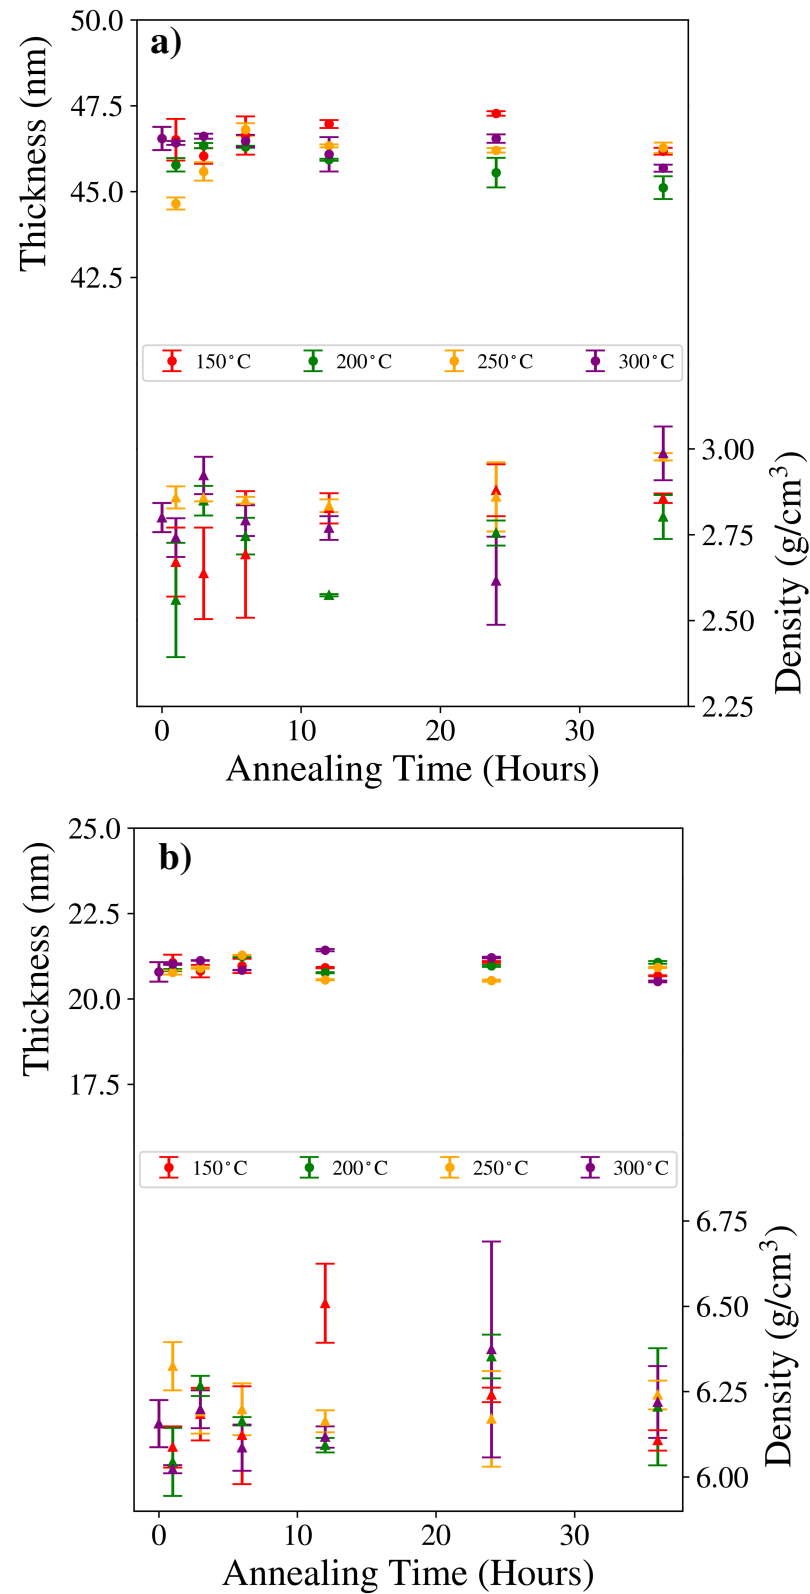 a)
Thickness (nm)
50.0
47.5
45.0
42.5
150°C 200°C 250°C 300°C
3.00
2.75
2.50
2.25
Density (g/cm³)
0 10 20 30
Annealing Time (Hours)
b)
Thickness (nm)
25.0
22.5
20.0
17.5
150°C 200°C 250°C 300°C
6.75
6.50
6.25
6.00
Density (g/cm³)
0 10 20 30
Annealing Time (Hours)